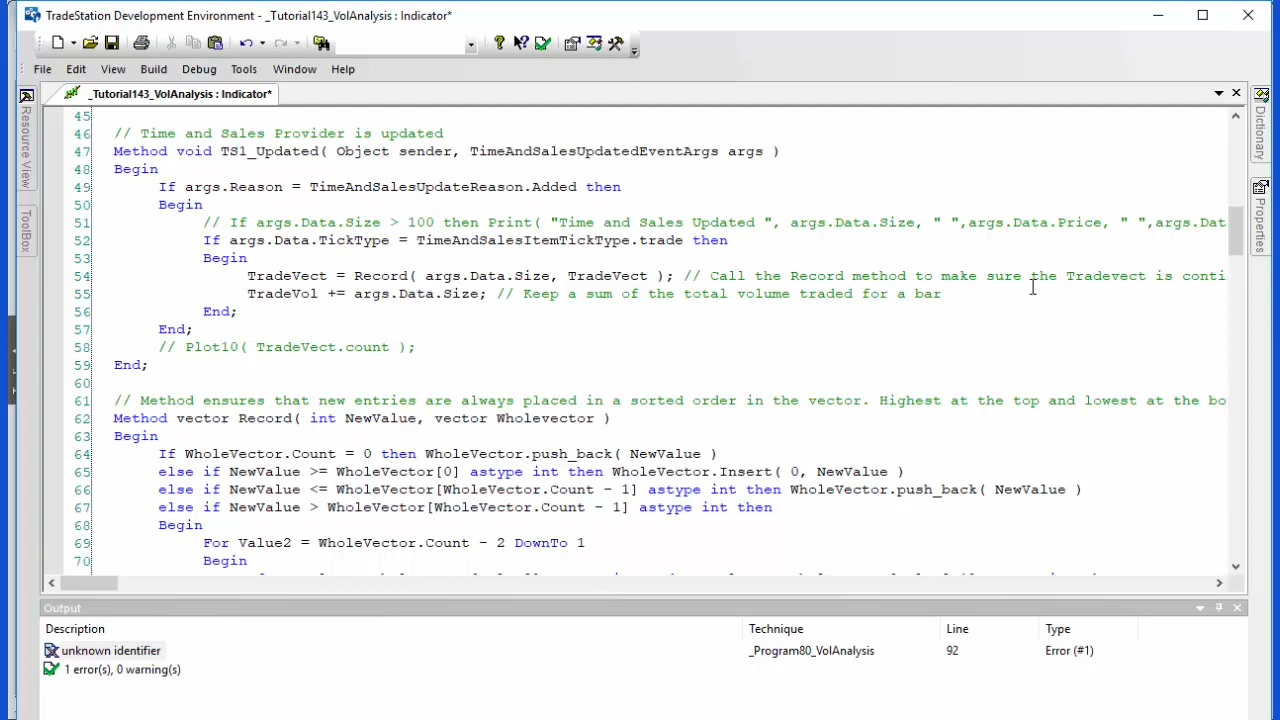 TradeStation Development Environment - _Tutorial143_VolAnalysis : Indicator*
File Edit View Build Debug Tools Window Help
_Tutorial143_VolAnalysis : Indicator*
Resource View
ToolBox
Dictionary
Properties
45
46 // Time and Sales Provider is updated
47 Method void TS1_Updated( Object sender, TimeAndSalesUpdatedEventArgs args )
48 Begin
49 If args.Reason = TimeAndSalesUpdateReason.Added then
50 Begin
51 // If args.Data.Size > 100 then Print( "Time and Sales Updated ", args.Data.Size, " ",args.Data.Price, " ",args.Dat
52 If args.Data.TickType = TimeAndSalesItemTickType.trade then
53 Begin
54 TradeVect = Record( args.Data.Size, TradeVect ); // Call the Record method to make sure the Tradevect is conti
55 TradeVol += args.Data.Size; // Keep a sum of the total volume traded for a bar
56 End;
57 End;
58 // Plot10( TradeVect.count );
59 End;
60
61 // Method ensures that new entries are always placed in a sorted order in the vector. Highest at the top and lowest at the bo
62 Method vector Record( int NewValue, vector Wholevector )
63 Begin
64 If WholeVector.Count = 0 then WholeVector.push_back( NewValue )
65 else if NewValue >= WholeVector[0] astype int then WholeVector.Insert( 0, NewValue )
66 else if NewValue <= WholeVector[WholeVector.Count - 1] astype int then WholeVector.push_back( NewValue )
67 else if NewValue > WholeVector[WholeVector.Count - 1] astype int then
68 Begin
69 For Value2 = WholeVector.Count - 2 DownTo 1
70 Begin
Output
Description Technique Line Type
unknown identifier _Program80_VolAnalysis 92 Error (#1)
1 error(s), 0 warning(s)